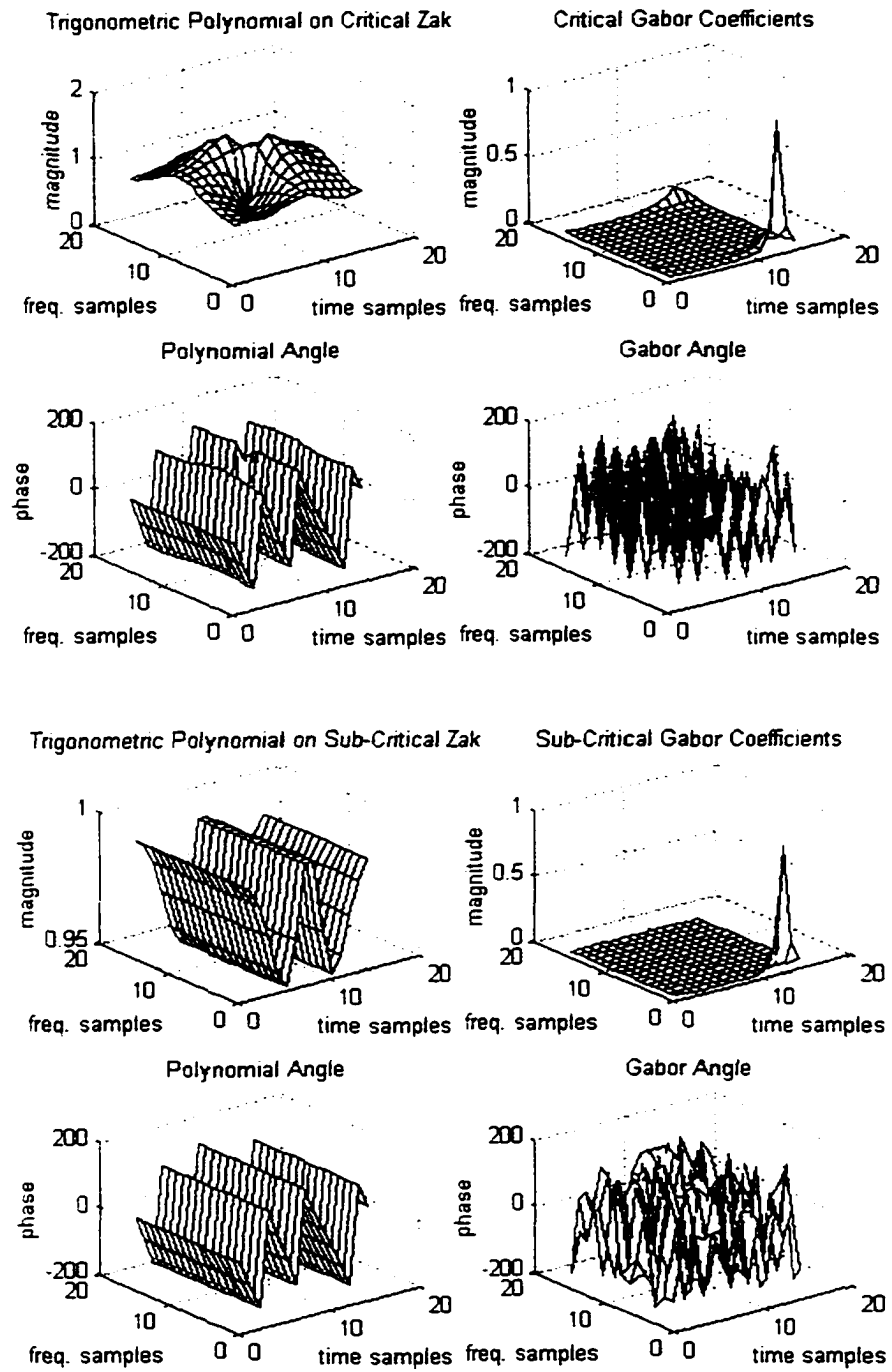 Trigonometric Polynomial on Critical Zak
2
1
0
magnitude
20
10
0
freq. samples
0
10
20
time samples
Critical Gabor Coefficients
1
0.5
0
magnitude
20
10
0
freq. samples
0
10
20
time samples
Polynomial Angle
200
0
-200
phase
20
10
0
freq. samples
0
10
20
time samples
Gabor Angle
200
0
-200
phase
20
10
0
freq. samples
0
10
20
time samples
Trigonometric Polynomial on Sub-Critical Zak
1
0.95
magnitude
20
10
0
freq. samples
0
10
20
time samples
Sub-Critical Gabor Coefficients
1
0.5
0
magnitude
20
10
0
freq. samples
0
10
20
time samples
Polynomial Angle
200
0
-200
phase
20
10
0
freq. samples
0
10
20
time samples
Gabor Angle
200
0
-200
phase
20
10
0
freq. samples
0
10
20
time samples